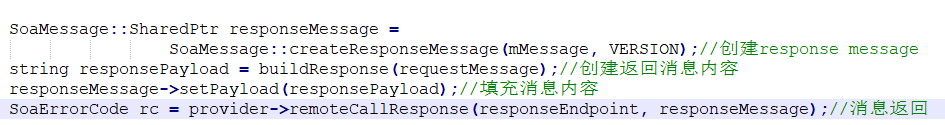 SoaMessage::SharedPtr responseMessage =
SoaMessage::createResponseMessage(mMessage, VERSION);//创建response message
string responsePayload = buildResponse(requestMessage);//创建返回消息内容
responseMessage->setPayload(responsePayload);//填充消息内容
SoaErrorCode rc = provider->remoteCallResponse(responseEndpoint, responseMessage);//消息返回